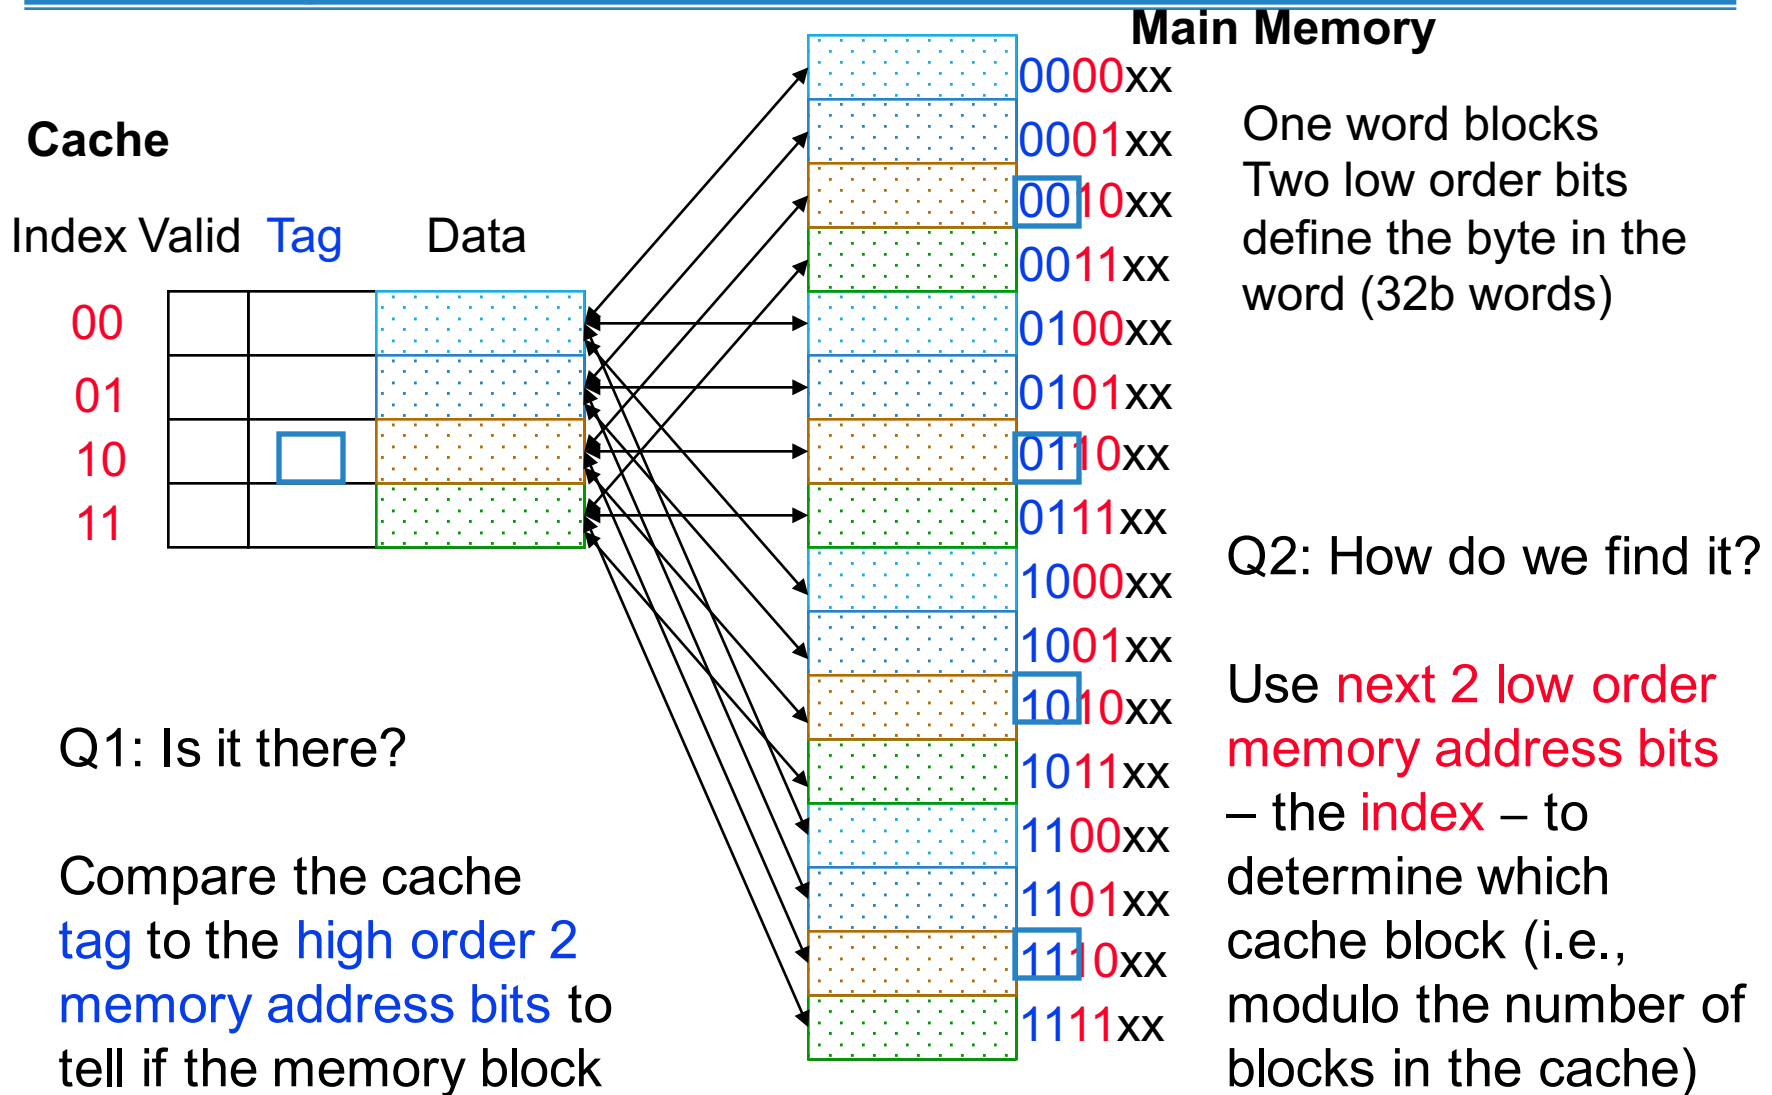 Main Memory
Cache
Index Valid Tag Data
00
01
10
11
0000xx
0001xx
0010xx
0011xx
0100xx
0101xx
0110xx
0111xx
1000xx
1001xx
1010xx
1011xx
1100xx
1101xx
1110xx
1111xx
One word blocks
Two low order bits
define the byte in the
word (32b words)
Q1: Is it there?
Compare the cache
tag to the high order 2
memory address bits to
tell if the memory block
Q2: How do we find it?
Use next 2 low order
memory address bits
– the index – to
determine which
cache block (i.e.,
modulo the number of
blocks in the cache)